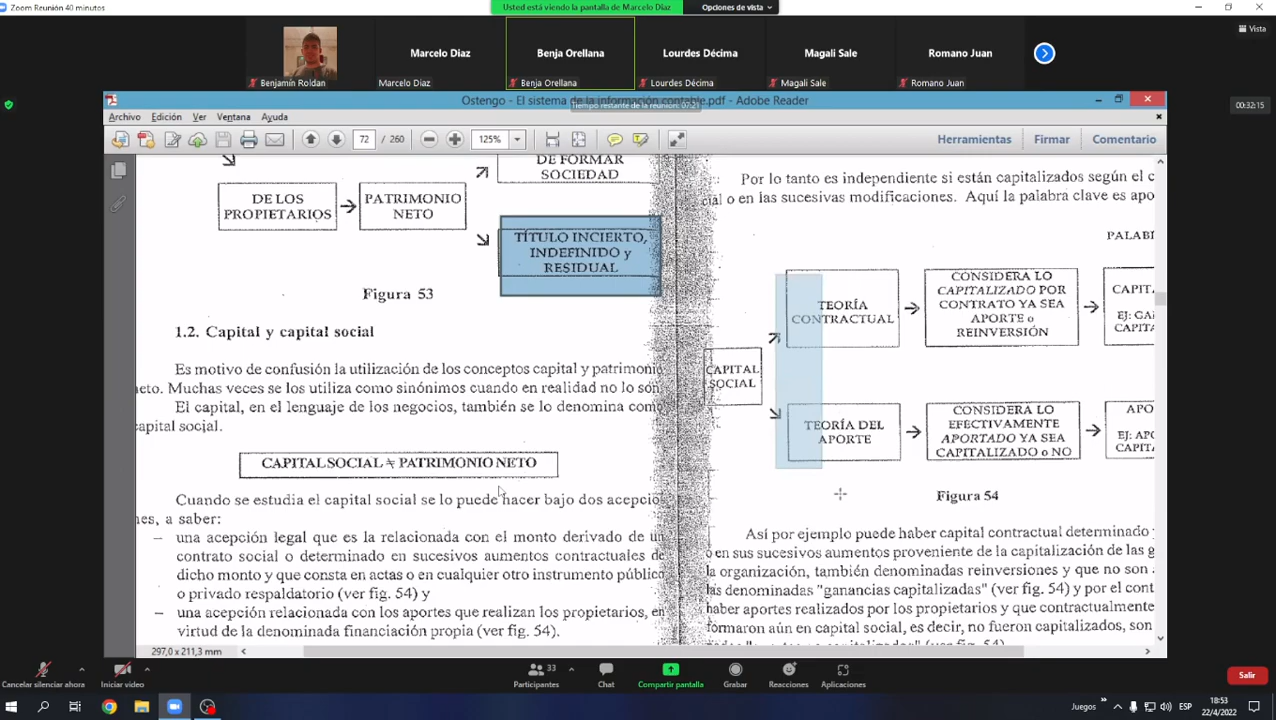 Zoom Reunión 40 minutos
Usted está viendo la pantalla de Marcelo Diaz
Opciones de vista
Vista
Marcelo Diaz
Benja Orellana
Lourdes Décima
Magali Sale
Romano Juan
Benjamín Roldan
Marcelo Diaz
Benja Orellana
Lourdes Décima
Magali Sale
Romano Juan
Ostengo - El sistema de la información contable.pdf - Adobe Reader
Tiempo restante de la reunión: 07:21
00:32:15
Archivo Edición Ver Ventana Ayuda
72 / 260
125%
Herramientas Firmar Comentario
DE FORMAR
SOCIEDAD
DE LOS
PROPIETARIOS
PATRIMONIO
NETO
TÍTULO INCIERTO,
INDEFINIDO y
RESIDUAL
Figura 53
1.2. Capital y capital social
Es motivo de confusión la utilización de los conceptos capital y patrimonio
neto. Muchas veces se los utiliza como sinónimos cuando en realidad no lo son.
El capital, en el lenguaje de los negocios, también se lo denomina como
capital social.
CAPITAL SOCIAL ≠ PATRIMONIO NETO
Cuando se estudia el capital social se lo puede hacer bajo dos acepcio-
nes, a saber:
– una acepción legal que es la relacionada con el monto derivado de un
contrato social o determinado en sucesivos aumentos contractuales de
dicho monto y que consta en actas o en cualquier otro instrumento público
o privado respaldatorio (ver fig. 54) y
– una acepción relacionada con los aportes que realizan los propietarios, en
virtud de la denominada financiación propia (ver fig. 54).
Por lo tanto es independiente si están capitalizados según el c
cial o en las sucesivas modificaciones. Aquí la palabra clave es apo
PALABI
CAPITAL
SOCIAL
TEORÍA
CONTRACTUAL
CONSIDERA LO
CAPITALIZADO POR
CONTRATO YA SEA
APORTE o
REINVERSIÓN
CAPIT
EJ: GA
CAPITA
TEORÍA DEL
APORTE
CONSIDERA LO
EFECTIVAMENTE
APORTADO YA SEA
CAPITALIZADO o NO
APO
EJ: APO
CAPITA
Figura 54
Así por ejemplo puede haber capital contractual determinado
o en sus sucesivos aumentos proveniente de la capitalización de las g
la organización, también denominadas reinversiones y que no son
las denominadas "ganancias capitalizadas" (ver fig. 54) y por el cont
haber aportes realizados por los propietarios y que contractualmente
formaron aún en capital social, es decir, no fueron capitalizados, son
297,0 x 211,3 mm
Cancelar silenciar ahora
Iniciar video
33
Participantes
Chat
Compartir pantalla
Grabar
Reacciones
Aplicaciones
Salir
Juegos
ESP
18:53
22/4/2022